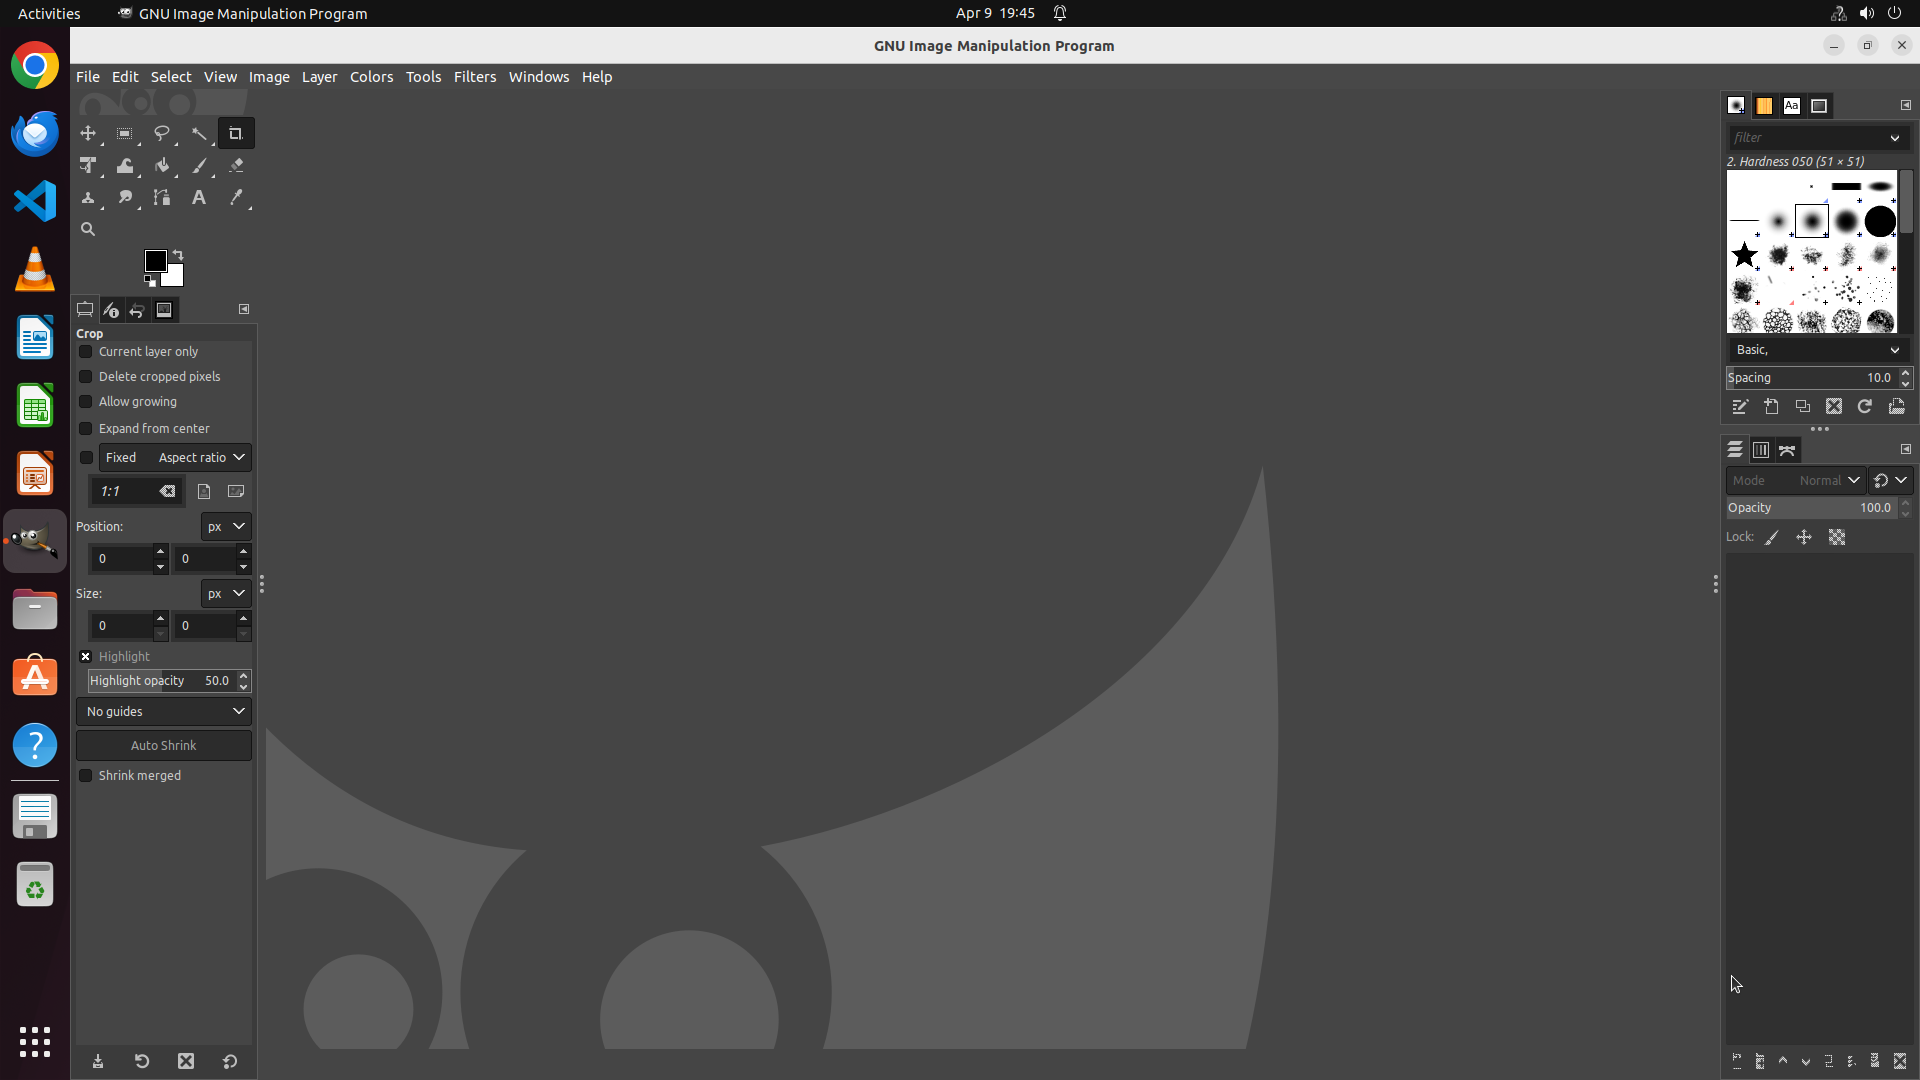 Activities
GNU Image Manipulation Program
Apr 9 19:45
GNU Image Manipulation Program
File Edit Select View Image Layer Colors Tools Filters Windows Help
Aa
filter
2. Hardness 050 (51 × 51)
Basic,
Spacing 10.0
Mode Normal
Opacity 100.0
Lock:
Crop
Current layer only
Delete cropped pixels
Allow growing
Expand from center
Fixed Aspect ratio
1:1
Position: px
0 0
Size: px
0 0
Highlight
Highlight opacity 50.0
No guides
Auto Shrink
Shrink merged